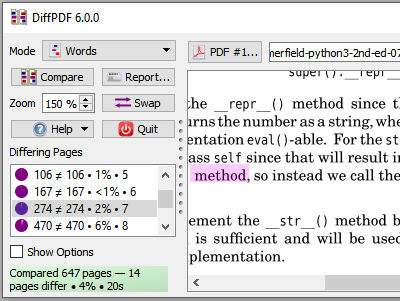 DiffPDF 6.0.0
Mode Words
Compare Report...
Zoom 150 % Swap
Help Quit
Differing Pages
106 ≠ 106 • 1% • 5
167 ≠ 167 • <1% • 6
274 ≠ 274 • 2% • 7
470 ≠ 470 • 6% • 8
Show Options
Compared 647 pages — 14
pages differ • 4% • 20s
PDF #1... merfield-python3-2nd-ed-07
super().__repr__
the __repr__() method since th
urns the number as a string, whe
entation eval()-able. For the st
ass self since that will result in
method, so instead we call the
ement the __str__() method b
is sufficient and will be used
plementation.